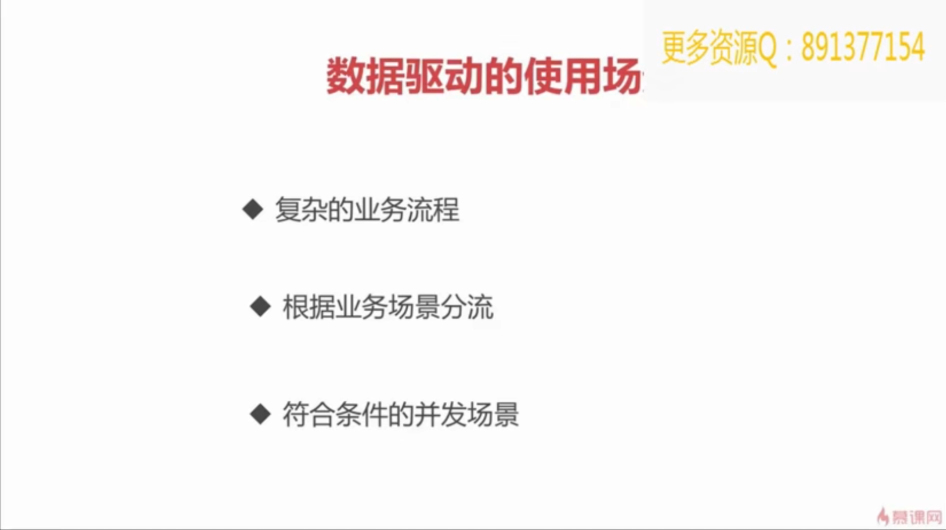 更多资源Q：891377154
数据驱动的使用场
◆ 复杂的业务流程
◆ 根据业务场景分流
◆ 符合条件的并发场景
慕课网